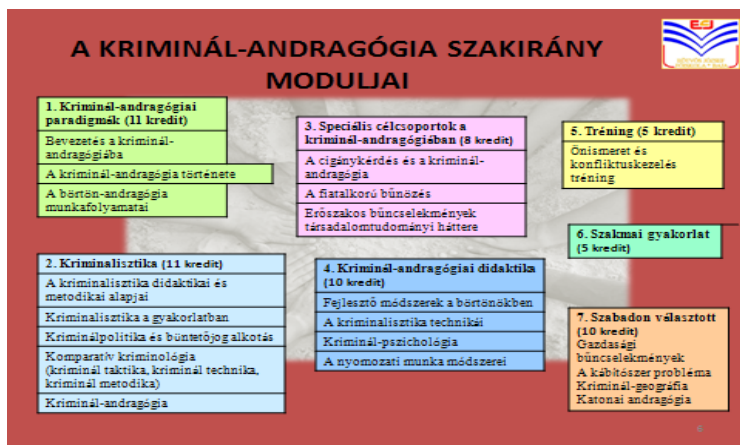 A KRIMINÁL-ANDRAGÓGIA SZAKIRÁNY
MODULJAI
1. Kriminál-andragógiai
paradigmák (11 kredit)
Bevezetés a kriminál-
andragógiába
A kriminál-andragógia története
A börtön-andragógia
munkafolyamatai
2. Kriminalisztika (11 kredit)
A kriminalisztika didaktikai és
metodikai alapjai
Kriminalisztika a gyakorlatban
Kriminálpolitika és büntetőjog alkotás
Komparatív kriminológia
(kriminál taktika, kriminál technika,
kriminál metodika)
Kriminál-andragógia
3. Speciális célcsoportok a
kriminál-andragógiában (8 kredit)
A cigánykérdés és a kriminál-
andragógia
A fiatalkorú bűnözés
Erőszakos bűncselekmények
társadalomtudományi háttere
4. Kriminál-andragógiai didaktika
(10 kredit)
Fejlesztő módszerek a börtönökben
A kriminalisztika technikái
Kriminál-pszichológia
A nyomozati munka módszerei
5. Tréning (5 kredit)
Önismeret és
konfliktuskezelés
tréning
6. Szakmai gyakorlat
(5 kredit)
7. Szabadon választott
(10 kredit)
Gazdasági
bűncselekmények
A kábítószer probléma
Kriminál-geográfia
Katonai andragógia
6